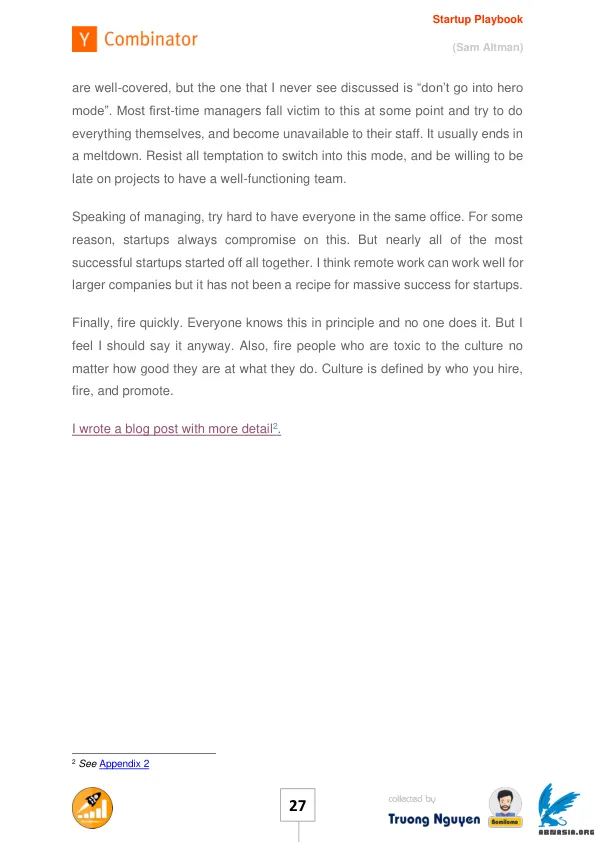 Startup Playbook
Y Combinator
(Sam Altman)
are well-covered, but the one that I never see discussed is “don’t go into hero
mode”. Most first-time managers fall victim to this at some point and try to do
everything themselves, and become unavailable to their staff. It usually ends in
a meltdown. Resist all temptation to switch into this mode, and be willing to be
late on projects to have a well-functioning team.
Speaking of managing, try hard to have everyone in the same office. For some
reason, startups always compromise on this. But nearly all of the most
successful startups started off all together. I think remote work can work well for
larger companies but it has not been a recipe for massive success for startups.
Finally, fire quickly. Everyone knows this in principle and no one does it. But I
feel I should say it anyway. Also, fire people who are toxic to the culture no
matter how good they are at what they do. Culture is defined by who you hire,
fire, and promote.
I wrote a blog post with more detail².
² See Appendix 2
27
collected by
Truong Nguyen
Bomitama
ABNASIA.ORG